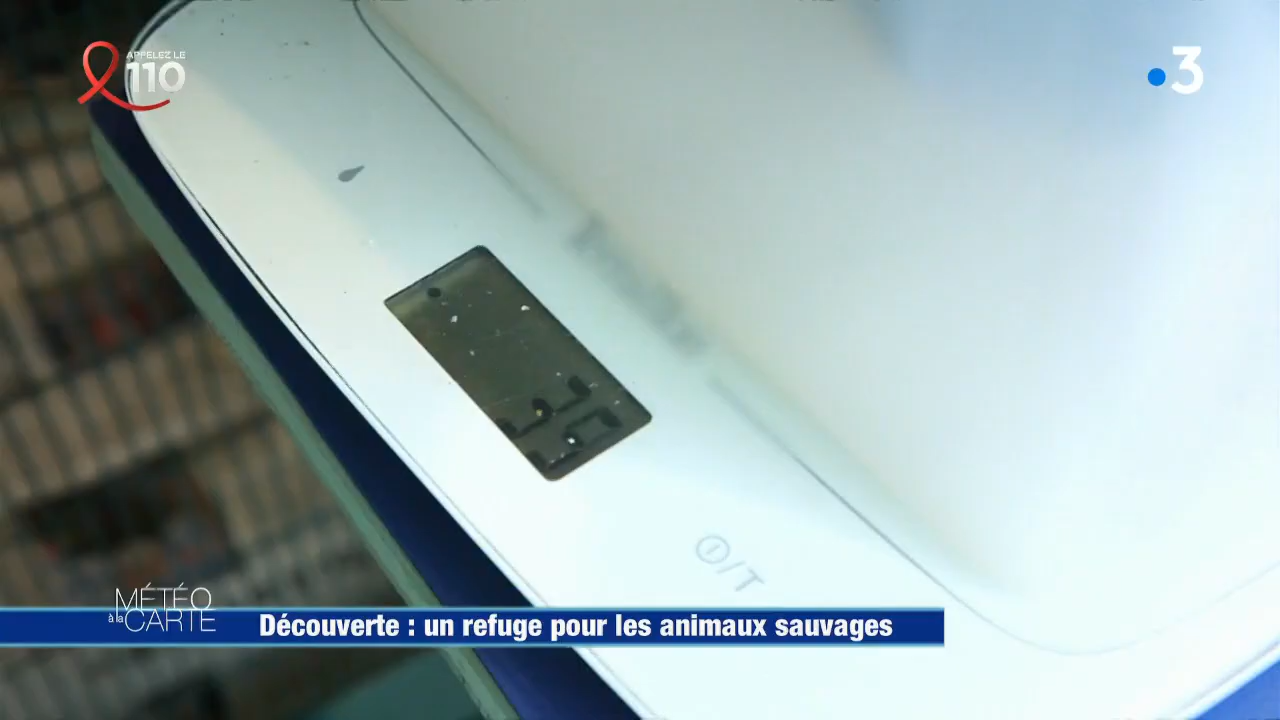 APPELEZ LE
110
3
⏼/T
MÉTÉO
à la CARTE
Découverte : un refuge pour les animaux sauvages